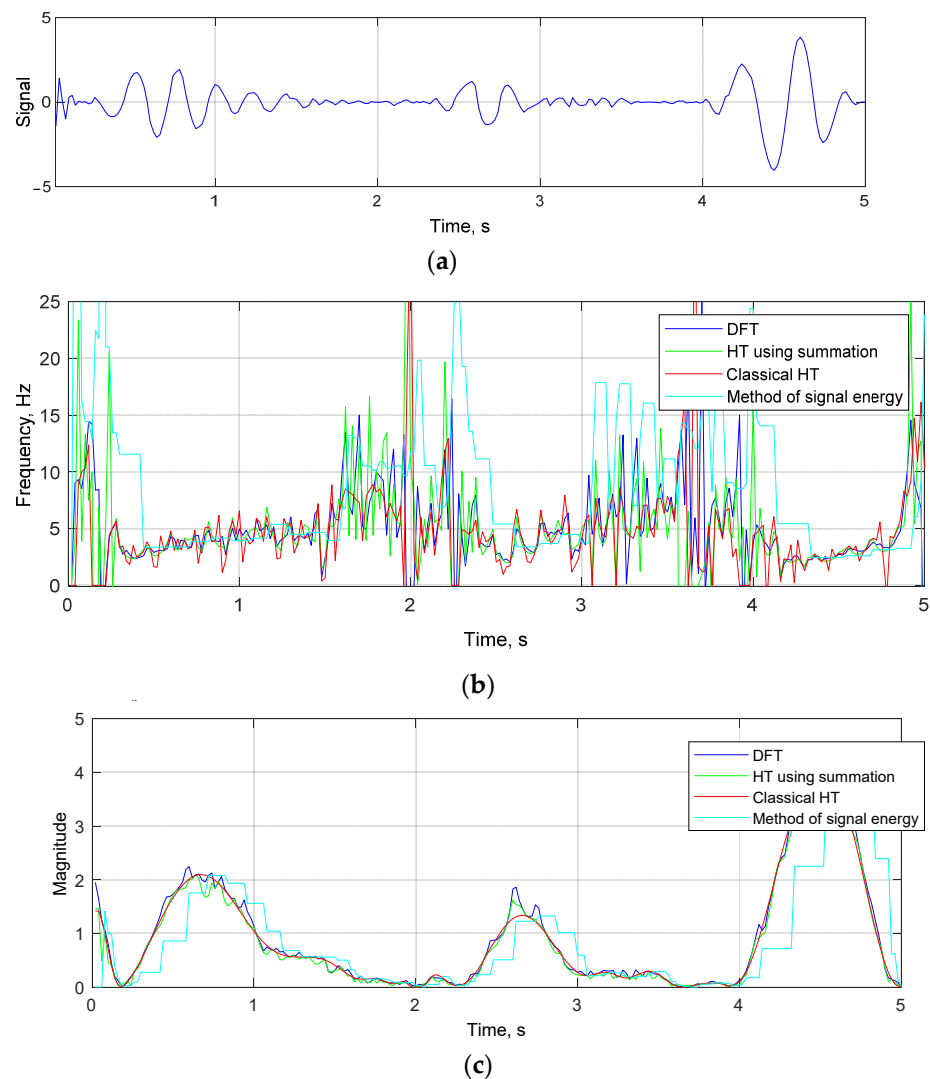 5
0
−5
Signal
1
2
3
4
5
Time, s
(a)
25
20
15
10
5
0
Frequency, Hz
DFT
HT using summation
Classical HT
Method of signal energy
0
1
2
3
4
5
Time, s
(b)
5
4
3
2
1
0
Magnitude
DFT
HT using summation
Classical HT
Method of signal energy
0
1
2
3
4
5
Time, s
(c)